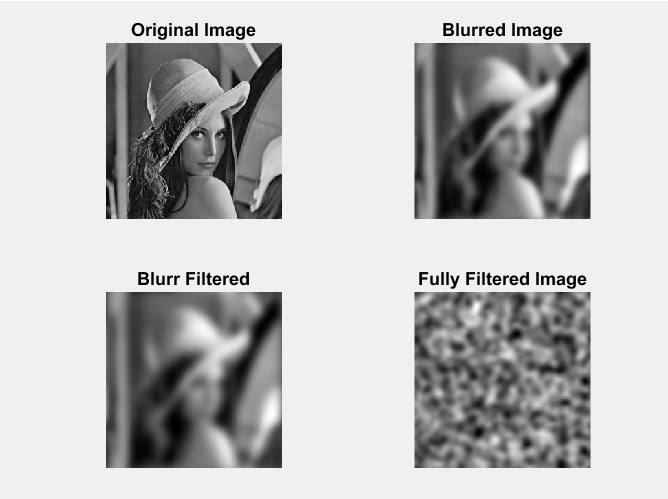 Original Image
Blurred Image
Blurr Filtered
Fully Filtered Image